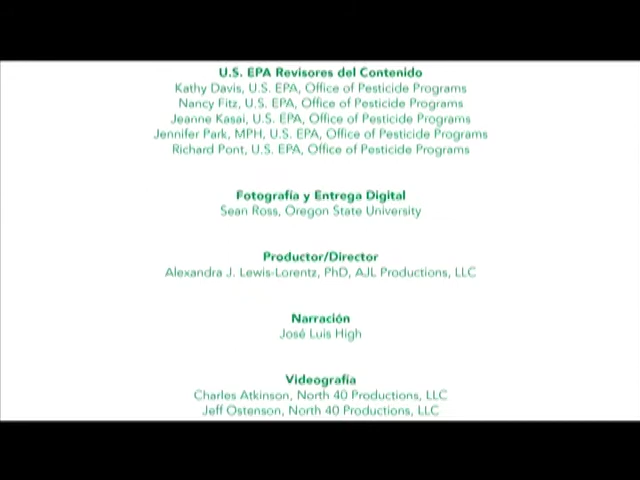 U.S. EPA Revisores del Contenido
Kathy Davis, U.S. EPA, Office of Pesticide Programs
Nancy Fitz, U.S. EPA, Office of Pesticide Programs
Jeanne Kasai, U.S. EPA, Office of Pesticide Programs
Jennifer Park, MPH, U.S. EPA, Office of Pesticide Programs
Richard Pont, U.S. EPA, Office of Pesticide Programs
Fotografía y Entrega Digital
Sean Ross, Oregon State University
Productor/Director
Alexandra J. Lewis-Lorentz, PhD, AJL Productions, LLC
Narración
José Luis High
Videografía
Charles Atkinson, North 40 Productions, LLC
Jeff Ostenson, North 40 Productions, LLC